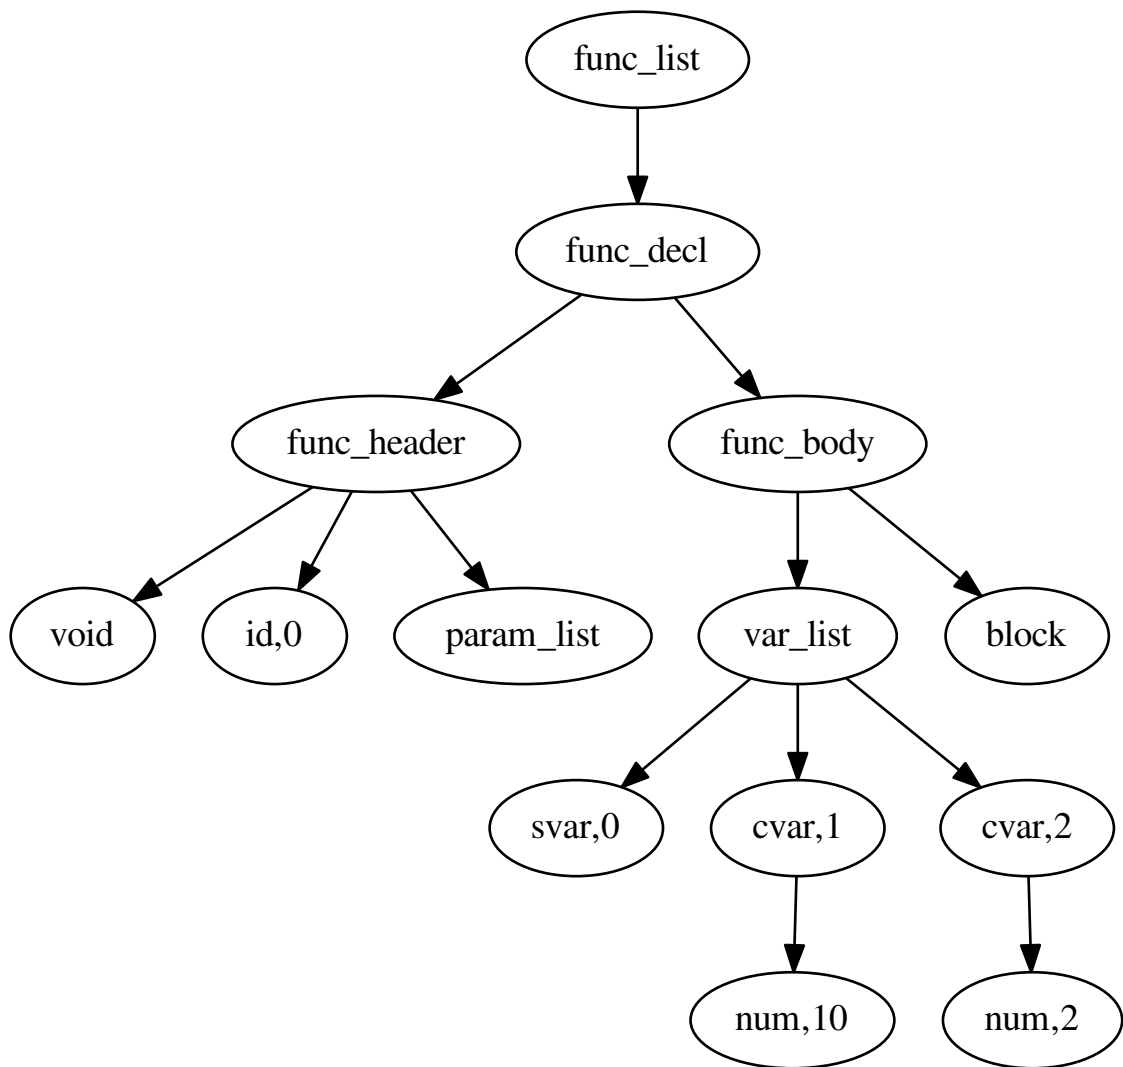 func_list
func_decl
func_header
func_body
void
id,0
param_list
var_list
block
svar,0
cvar,1
cvar,2
num,10
num,2